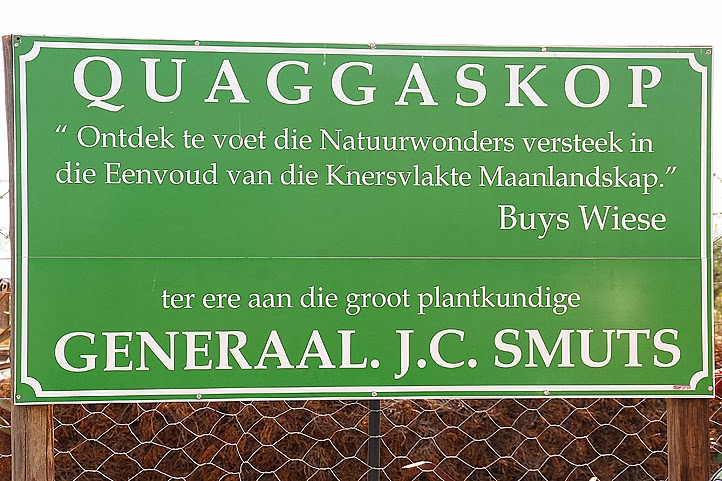 QUAGGASKOP
“ Ontdek te voet die Natuurwonders versteek in
die Eenvoud van die Knersvlakte Maanlandskap.”
Buys Wiese
ter ere aan die groot plantkundige
GENERAAL. J.C. SMUTS